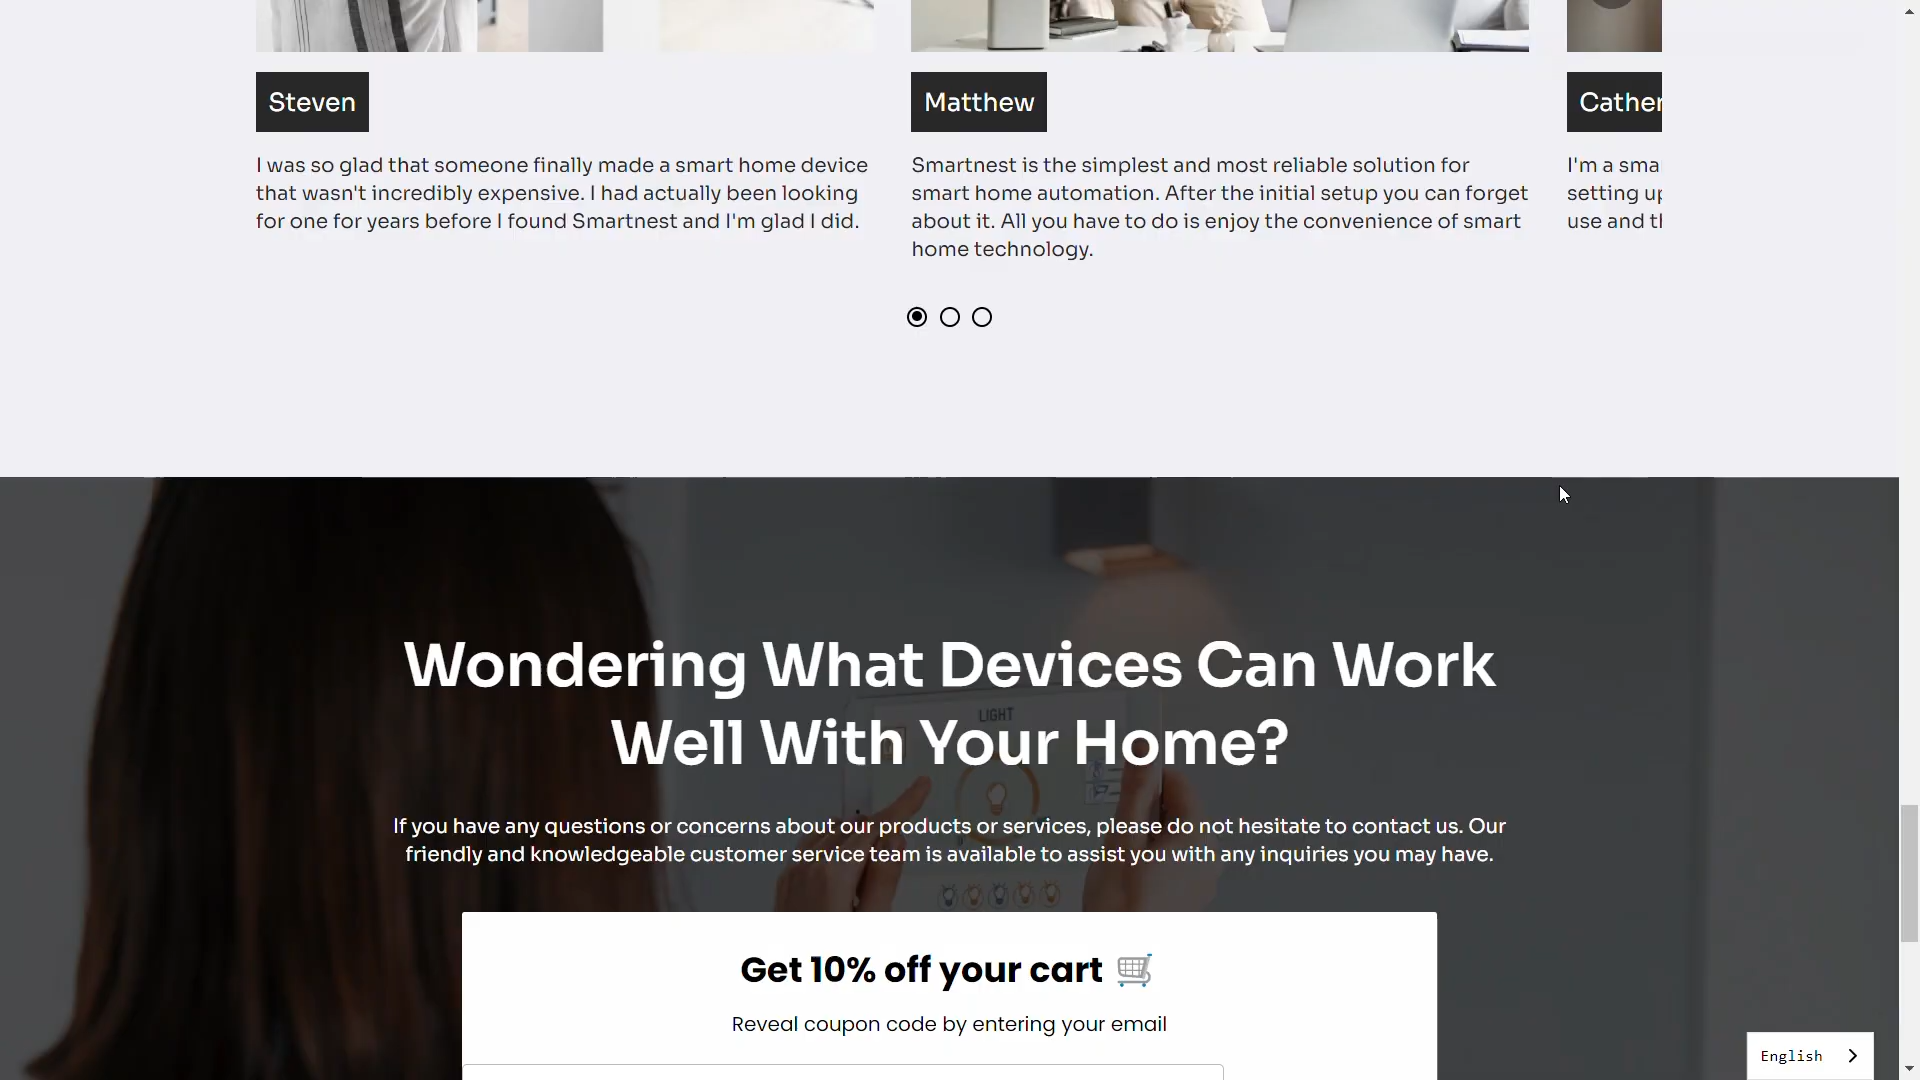 Steven
I was so glad that someone finally made a smart home device
that wasn't incredibly expensive. I had actually been looking
for one for years before I found Smartnest and I'm glad I did.
Matthew
Smartnest is the simplest and most reliable solution for
smart home automation. After the initial setup you can forget
about it. All you have to do is enjoy the convenience of smart
home technology.
Cather
I'm a sma
setting up
use and th
Wondering What Devices Can Work
Well With Your Home?
LIGHT
If you have any questions or concerns about our products or services, please do not hesitate to contact us. Our
friendly and knowledgeable customer service team is available to assist you with any inquiries you may have.
Get 10% off your cart 🛒
Reveal coupon code by entering your email
English